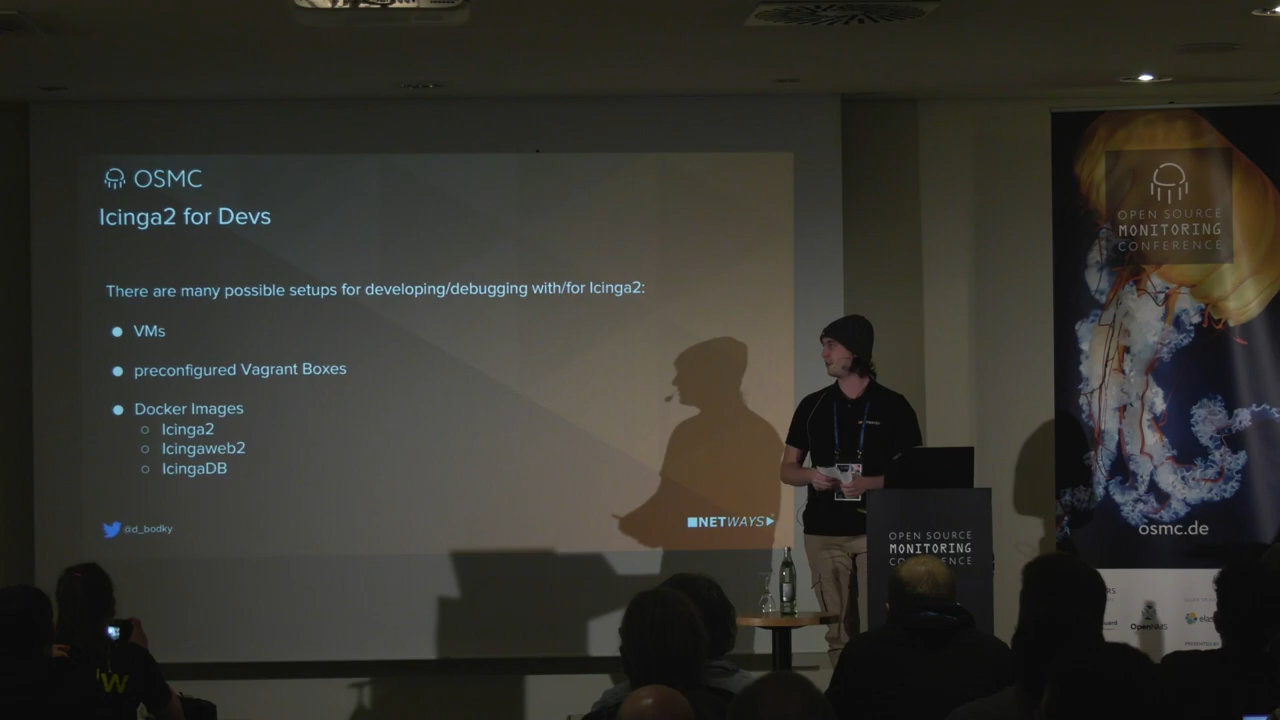 OSMC
Icinga2 for Devs
There are many possible setups for developing/debugging with/for Icinga2:
VMs
preconfigured Vagrant Boxes
Docker Images
Icinga2
Icingaweb2
IcingaDB
@d_bodky
NETWAYS
OPEN SOURCE
MONITORING
CONFERENCE
osmc.de
OPEN SOURCE
MONITORING
CONFERENCE
OpenNMS
W